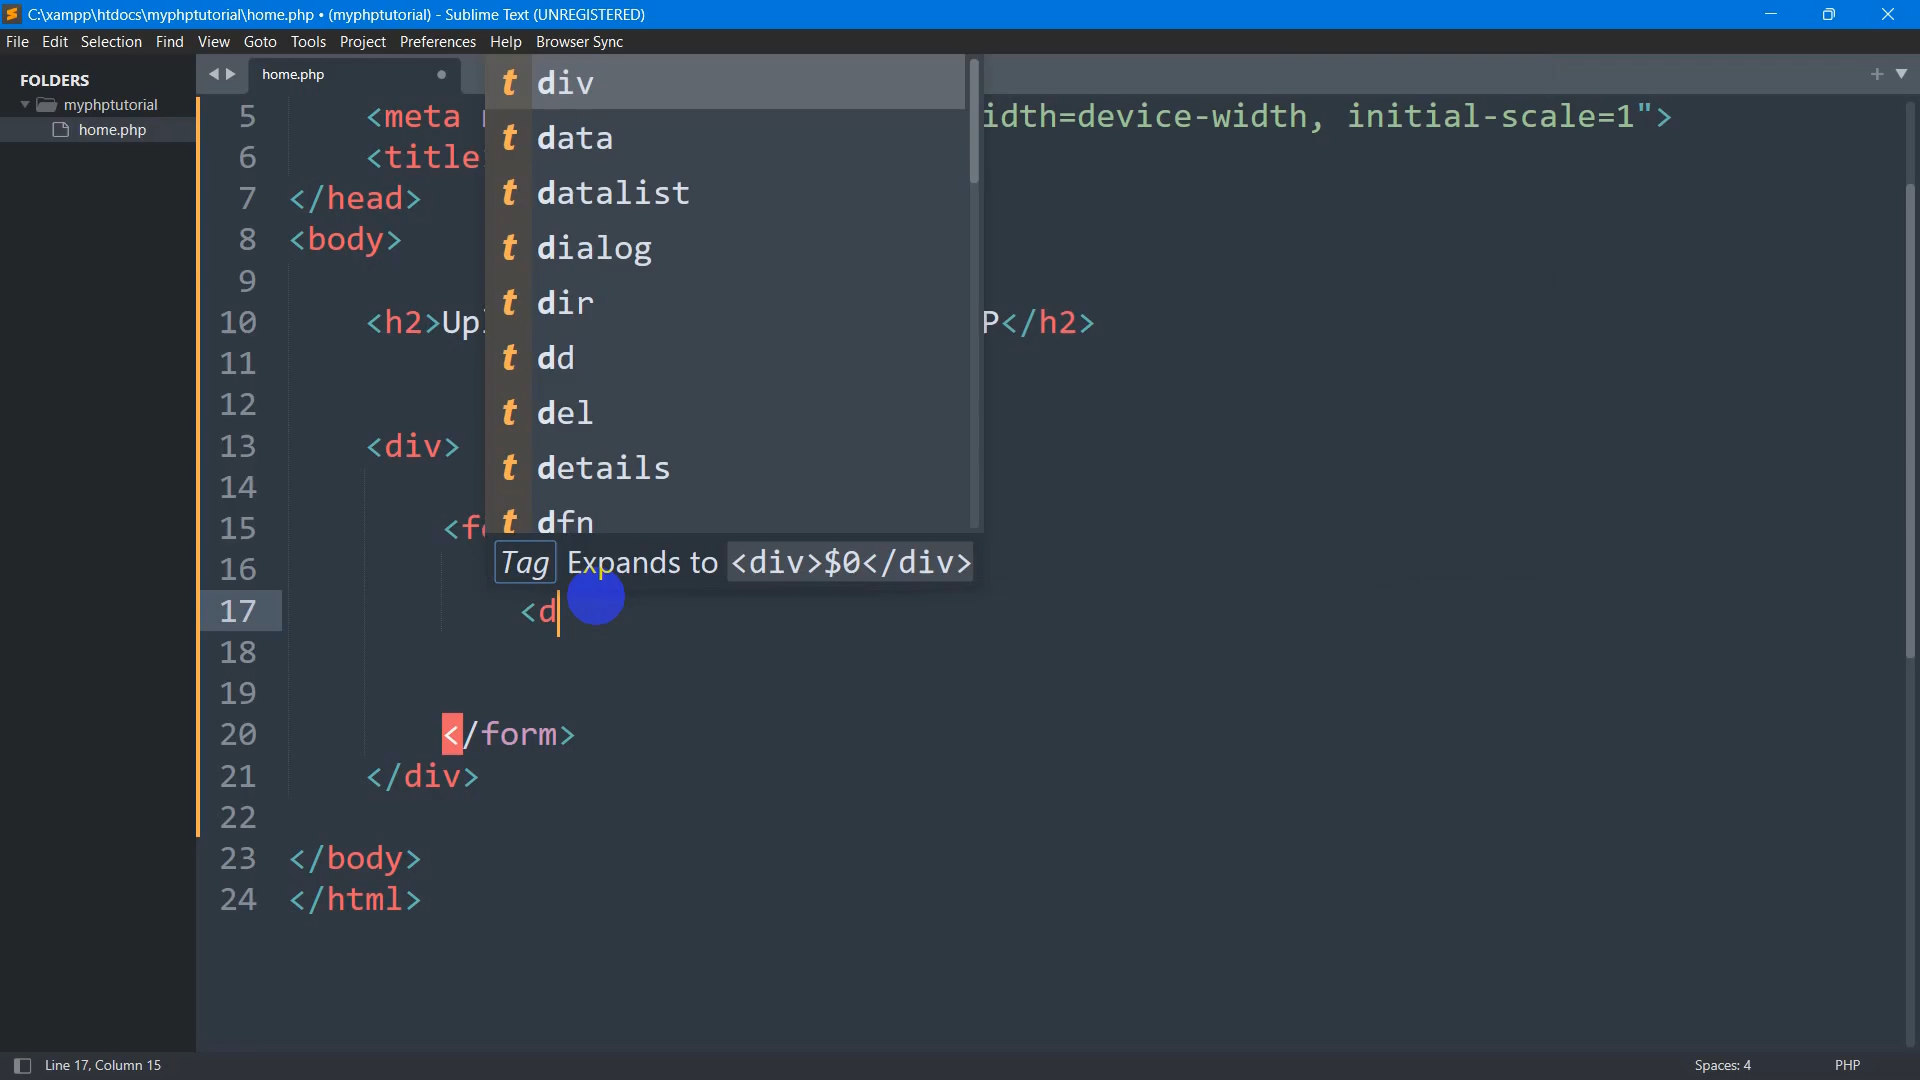 C:\xampp\htdocs\myphptutorial\home.php • (myphptutorial) - Sublime Text (UNREGISTERED)
File Edit Selection Find View Goto Tools Project Preferences Help Browser Sync
FOLDERS
myphptutorial
home.php
home.php
5 <meta idth=device-width, initial-scale=1">
6 <title
7 </head>
8 <body>
9
10 <h2>Upl P</h2>
11
12
13 <div>
14
15 <fo
16
17 <d
18
19
20 </form>
21 </div>
22
23 </body>
24 </html>
t div
t data
t datalist
t dialog
t dir
t dd
t del
t details
t dfn
Tag Expands to <div>$0</div>
Line 17, Column 15
Spaces: 4
PHP